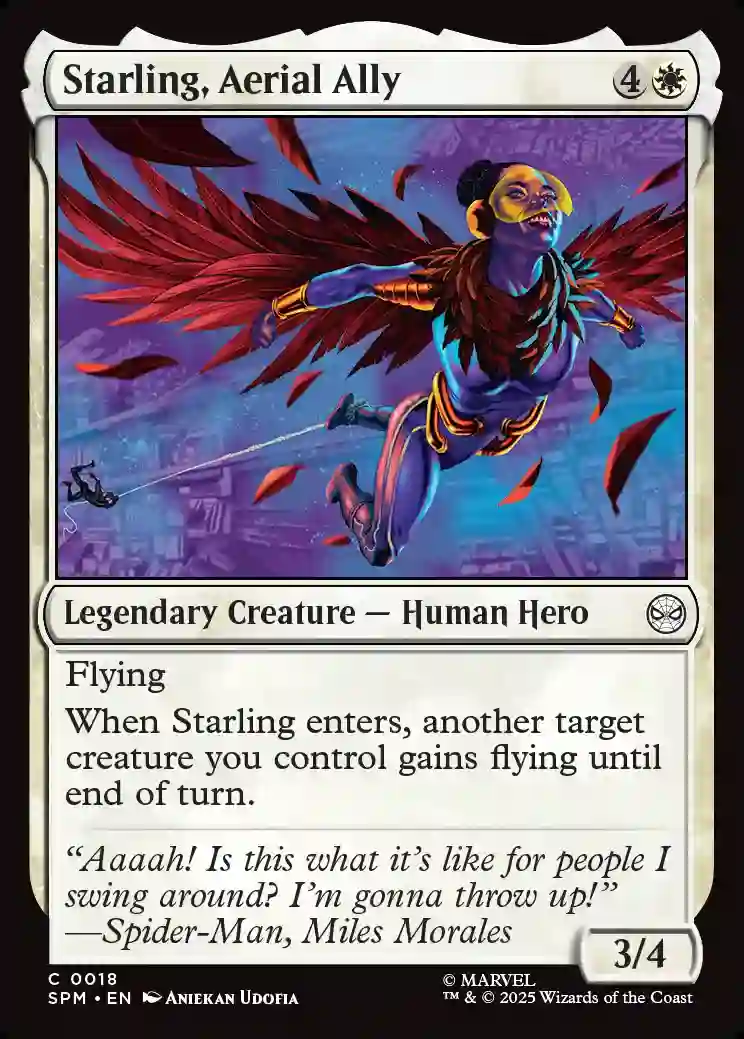 Starling, Aerial Ally 4
Legendary Creature — Human Hero
Flying
When Starling enters, another target
creature you control gains flying until
end of turn.
“Aaaah! Is this what it’s like for people I
swing around? I’m gonna throw up!”
—Spider-Man, Miles Morales
3/4
C 0018
SPM • EN Aniekan Udofia
© MARVEL
™ & © 2025 Wizards of the Coast